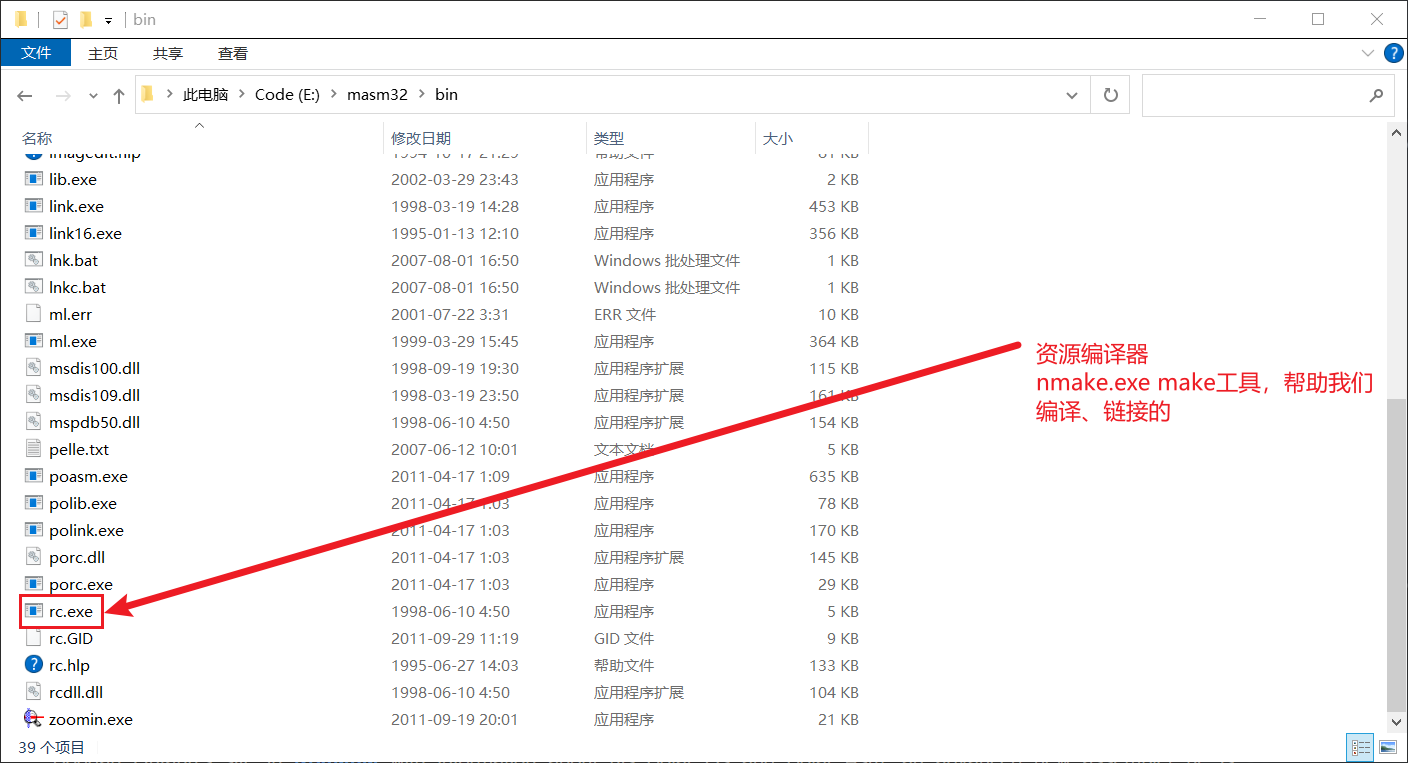 bin
文件 主页 共享 查看
此电脑 > Code (E:) > masm32 > bin
名称 修改日期 类型 大小
imagedit.hlp 1994-10-17 21:29 帮助文件 81 KB
lib.exe 2002-03-29 23:43 应用程序 2 KB
link.exe 1998-03-19 14:28 应用程序 453 KB
link16.exe 1995-01-13 12:10 应用程序 356 KB
lnk.bat 2007-08-01 16:50 Windows 批处理文件 1 KB
lnkc.bat 2007-08-01 16:50 Windows 批处理文件 1 KB
ml.err 2001-07-22 3:31 ERR 文件 10 KB
ml.exe 1999-03-29 15:45 应用程序 364 KB
msdis100.dll 1998-09-19 19:30 应用程序扩展 115 KB
msdis109.dll 1998-03-19 23:50 应用程序扩展 161 KB
mspdb50.dll 1998-06-10 4:50 应用程序扩展 154 KB
pelle.txt 2007-06-12 10:01 文本文档 5 KB
poasm.exe 2011-04-17 1:09 应用程序 635 KB
polib.exe 2011-04-17 1:03 应用程序 78 KB
polink.exe 2011-04-17 1:03 应用程序 170 KB
porc.dll 2011-04-17 1:03 应用程序扩展 145 KB
porc.exe 2011-04-17 1:03 应用程序 29 KB
rc.exe 1998-06-10 4:50 应用程序 5 KB
rc.GID 2011-09-29 11:19 GID 文件 9 KB
rc.hlp 1995-06-27 14:03 帮助文件 133 KB
rcdll.dll 1998-06-10 4:50 应用程序扩展 104 KB
zoomin.exe 2011-09-19 20:01 应用程序 21 KB
资源编译器
nmake.exe make工具，帮助我们
编译、链接的
39 个项目